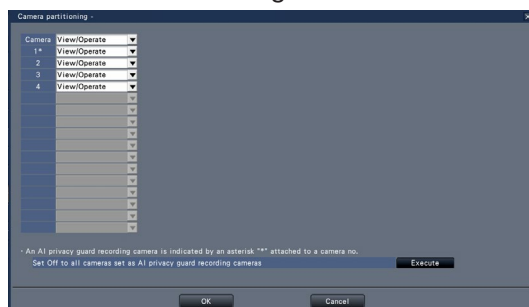 Camera partitioning -
Camera View/Operate
1* View/Operate
2 View/Operate
3 View/Operate
4 View/Operate
- An AI privacy guard recording camera is indicated by an asterisk "*" attached to a camera no.
Set Off to all cameras set as AI privacy guard recording cameras Execute
OK Cancel